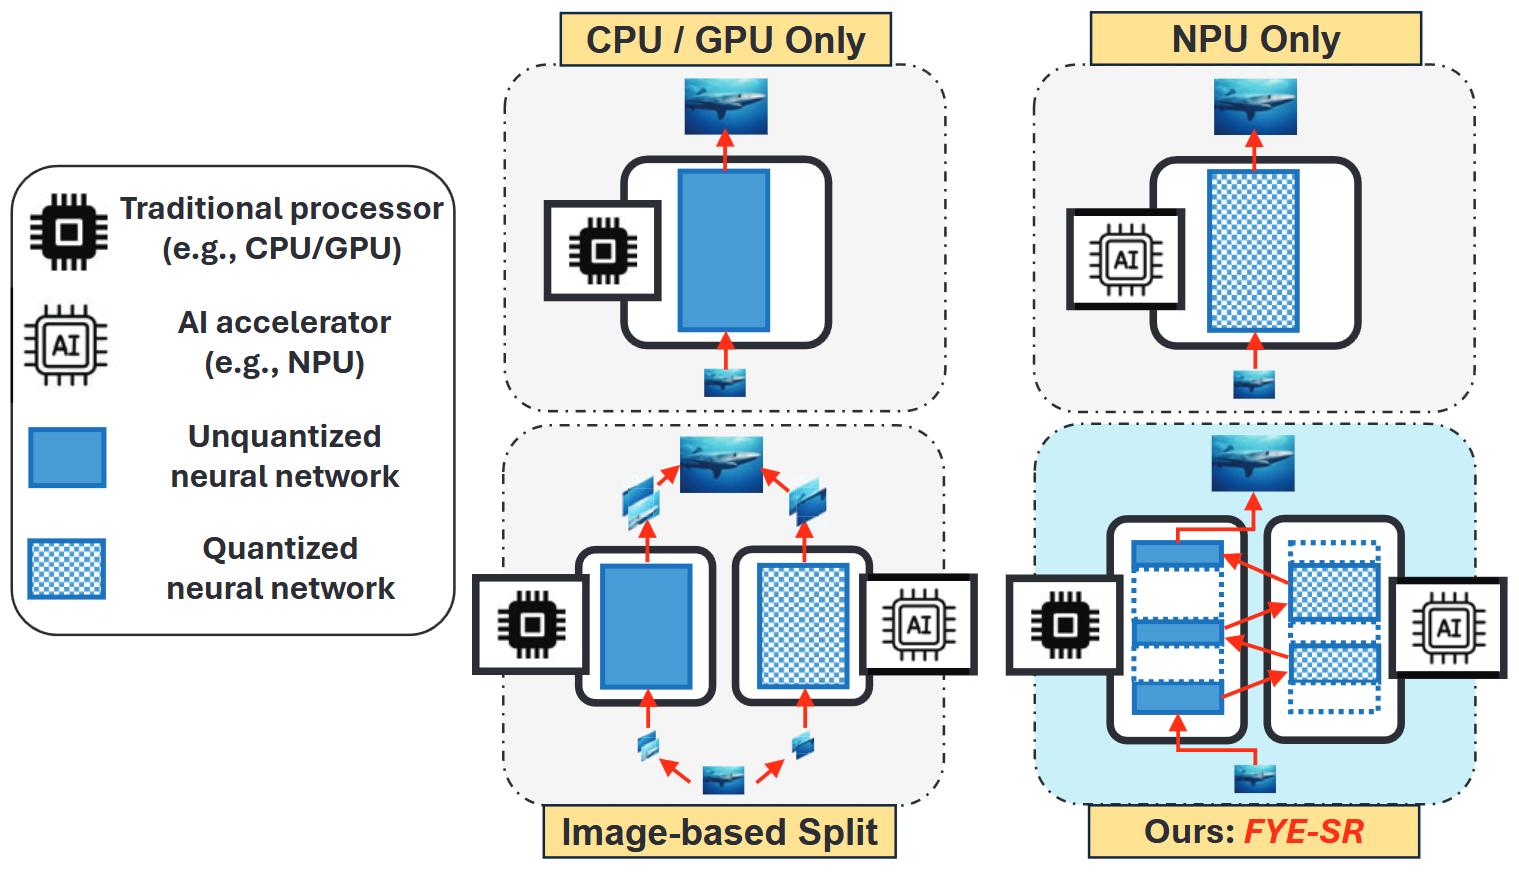 CPU / GPU Only
NPU Only
Traditional processor
(e.g., CPU/GPU)
AI accelerator
(e.g., NPU)
Unquantized
neural network
Quantized
neural network
AI
AI
AI
AI
Image-based Split
Ours: FYE-SR